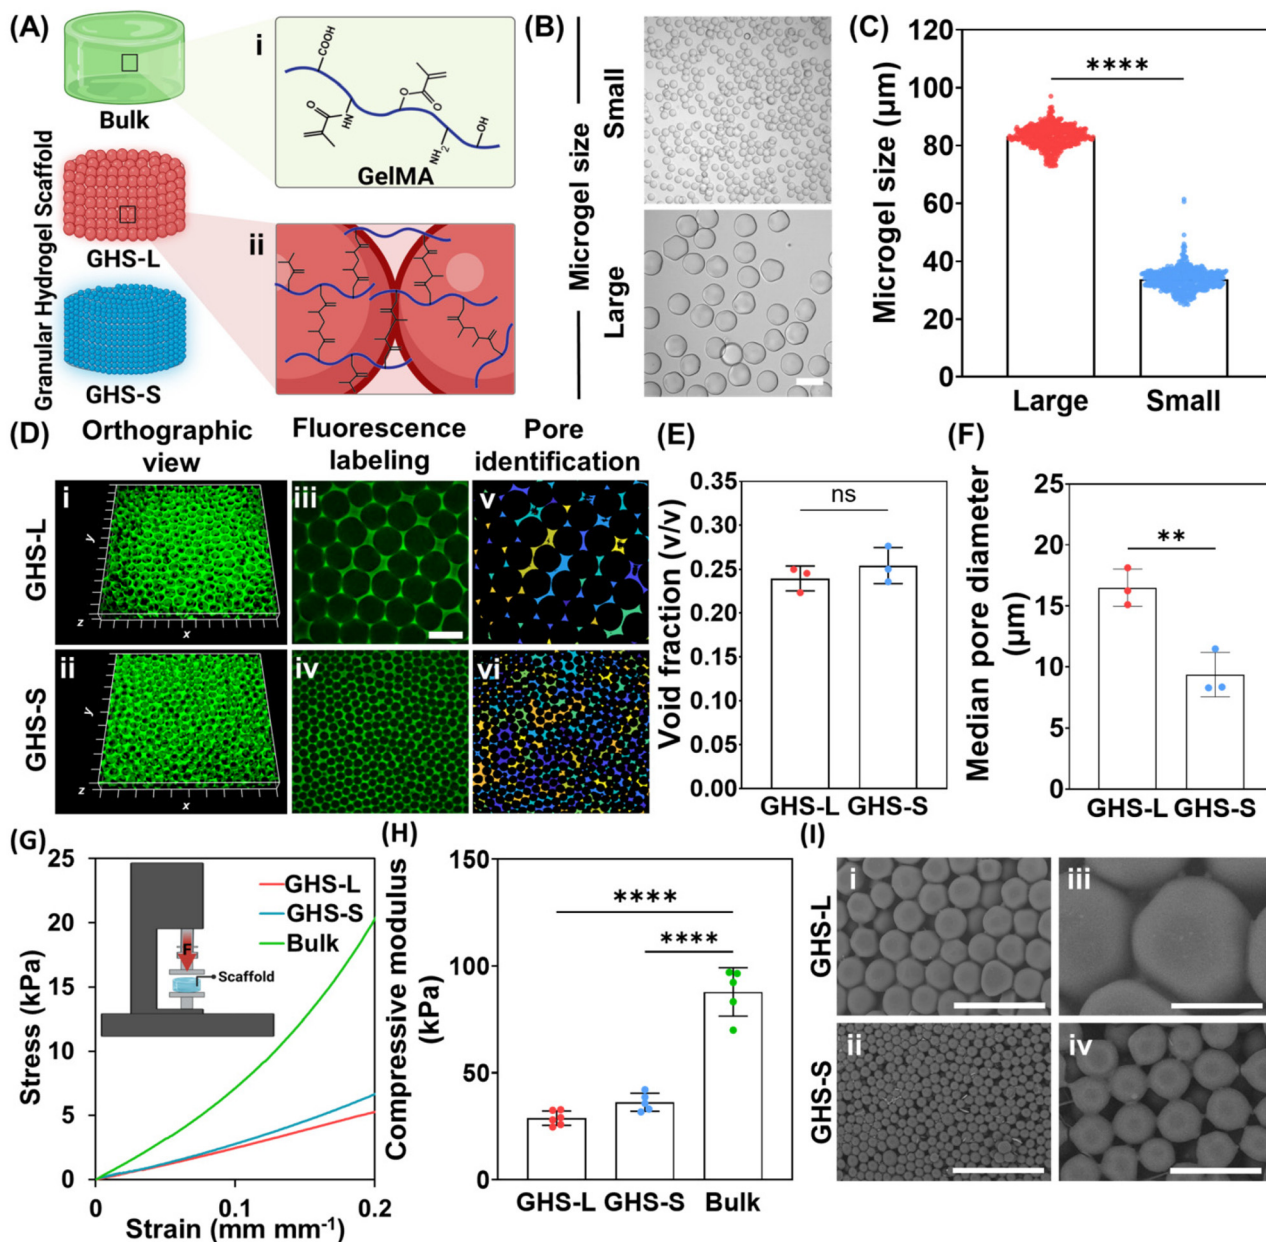 (A)
Bulk
Granular Hydrogel Scaffold
GHS-L
GHS-S
i
COOH
O
HN
O
O
NH2
OH
GelMA
ii
(B)
Microgel size
Small
Large
(C)
Microgel size (μm)
120
100
80
60
40
20
0
****
Large
Small
(D)
Orthographic view
Fluorescence labeling
Pore identification
GHS-L
GHS-S
i
y
z
x
iii
v
ii
y
z
x
iv
vi
(E)
Void fraction (v/v)
0.35
0.30
0.25
0.20
0.15
0.10
0.05
0.00
ns
GHS-L
GHS-S
(F)
Median pore diameter
(μm)
25
20
15
10
5
0
**
GHS-L
GHS-S
(G)
Stress (kPa)
25
20
15
10
5
0
GHS-L
GHS-S
Bulk
F
Scaffold
0
0.1
0.2
Strain (mm mm⁻¹)
(H)
Compressive modulus
(kPa)
150
100
50
0
****
****
GHS-L
GHS-S
Bulk
(I)
GHS-L
GHS-S
i
iii
ii
iv